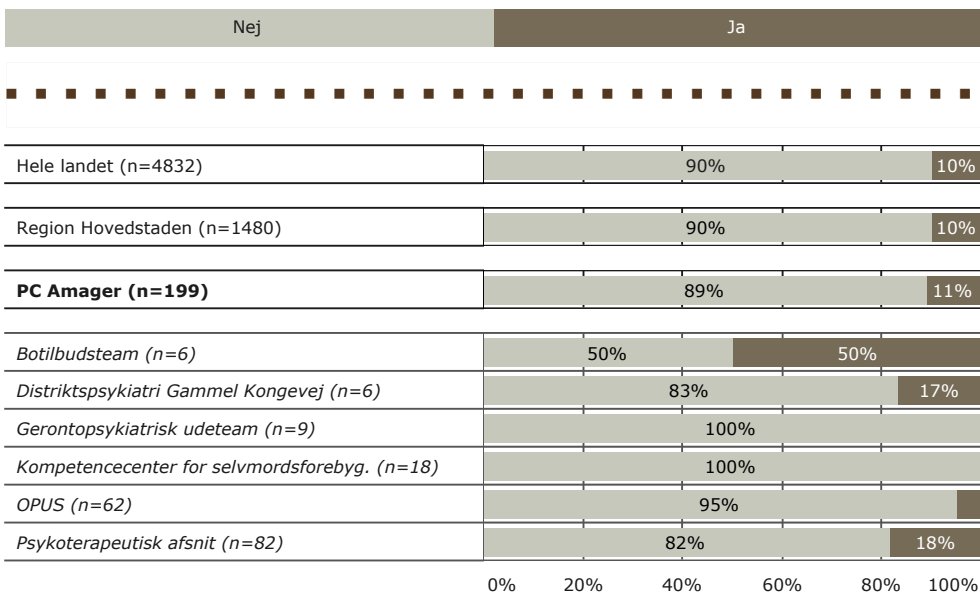 Nej Ja
Hele landet (n=4832) 90% 10%
Region Hovedstaden (n=1480) 90% 10%
PC Amager (n=199) 89% 11%
Botilbudsteam (n=6) 50% 50%
Distriktspsykiatri Gammel Kongevej (n=6) 83% 17%
Gerontopsykiatrisk udeteam (n=9) 100%
Kompetencecenter for selvmordsforebyg. (n=18) 100%
OPUS (n=62) 95%
Psykoterapeutisk afsnit (n=82) 82% 18%
0% 20% 40% 60% 80% 100%